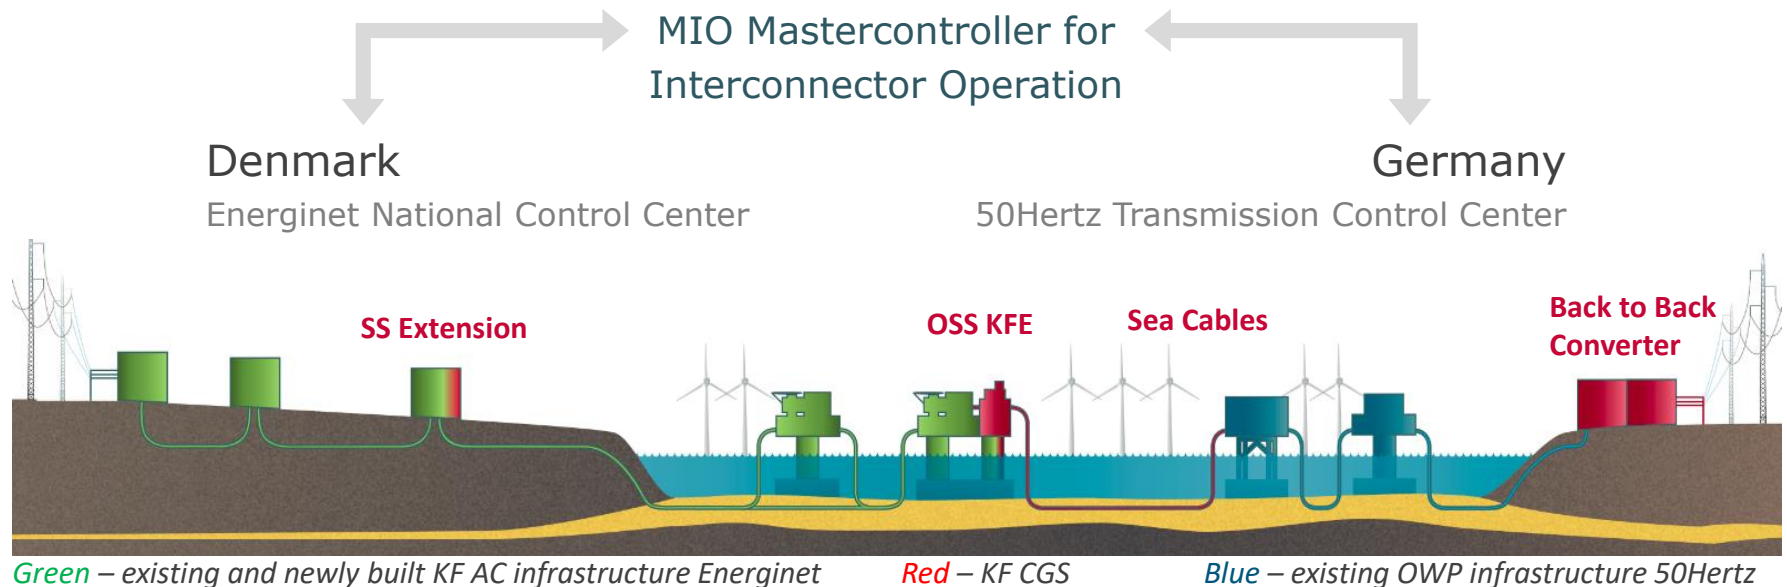 MIO Mastercontroller for
Interconnector Operation
Denmark
Germany
Energinet National Control Center
50Hertz Transmission Control Center
SS Extension
OSS KFE
Sea Cables
Back to Back
Converter
Green – existing and newly built KF AC infrastructure Energinet
Red – KF CGS
Blue – existing OWP infrastructure 50Hertz